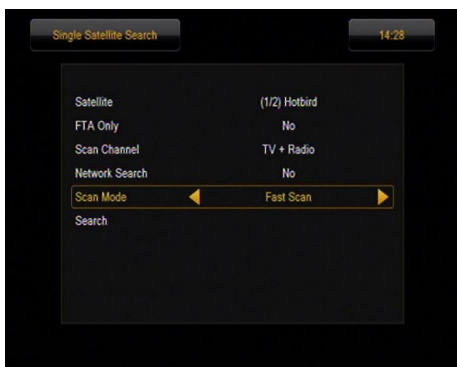 Single Satellite Search 14:28
Satellite (1/2) Hotbird
FTA Only No
Scan Channel TV + Radio
Network Search No
Scan Mode Fast Scan
Search